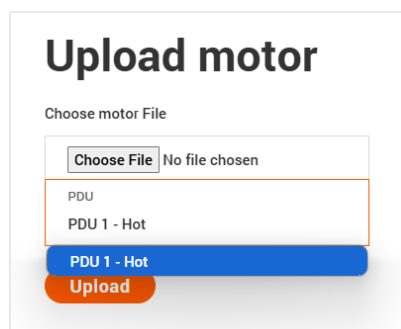 Upload motor
Choose motor File
Choose File No file chosen
PDU
PDU 1 - Hot
PDU 1 - Hot
Upload